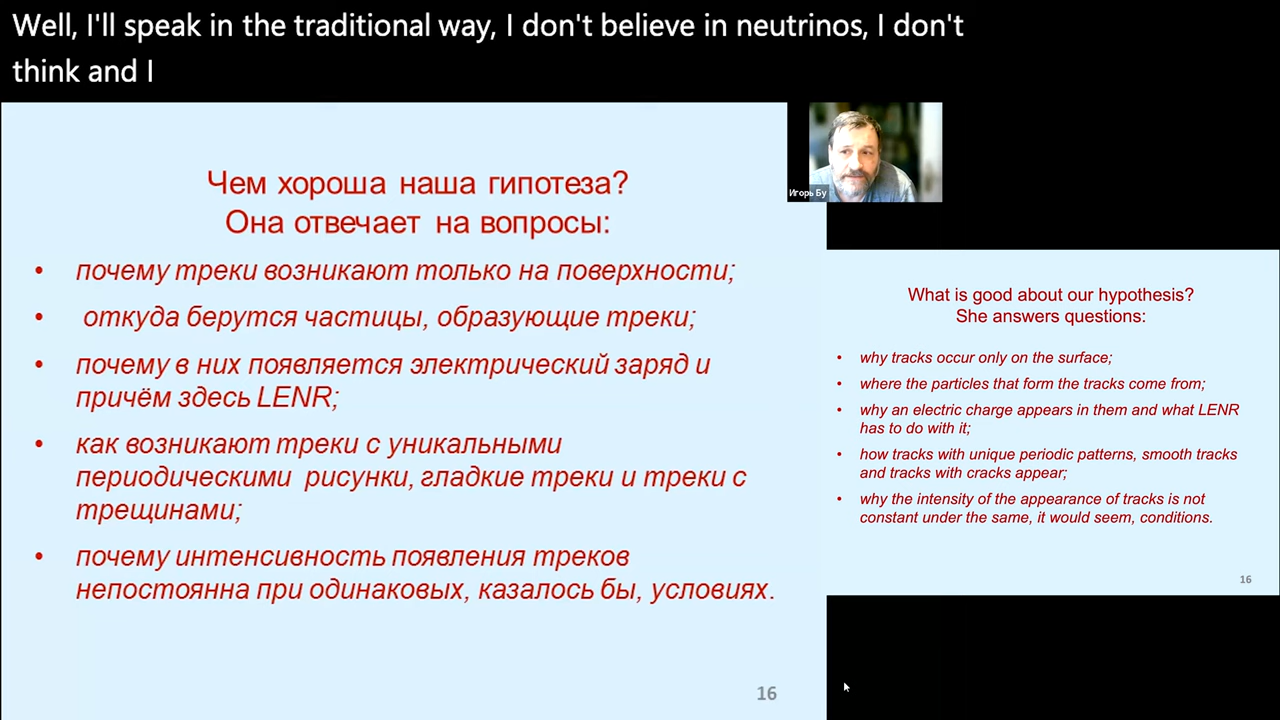 Well, I'll speak in the traditional way, I don't believe in neutrinos, I don't
think and I
Чем хороша наша гипотеза?
Она отвечает на вопросы:
• почему треки возникают только на поверхности;
• откуда берутся частицы, образующие треки;
• почему в них появляется электрический заряд и
причём здесь LENR;
• как возникают треки с уникальными
периодическими рисунки, гладкие треки и треки с
трещинами;
• почему интенсивность появления треков
непостоянна при одинаковых, казалось бы, условиях.
16
Игорь Бу
What is good about our hypothesis?
She answers questions:
• why tracks occur only on the surface;
• where the particles that form the tracks come from;
• why an electric charge appears in them and what LENR
has to do with it;
• how tracks with unique periodic patterns, smooth tracks
and tracks with cracks appear;
• why the intensity of the appearance of tracks is not
constant under the same, it would seem, conditions.
16